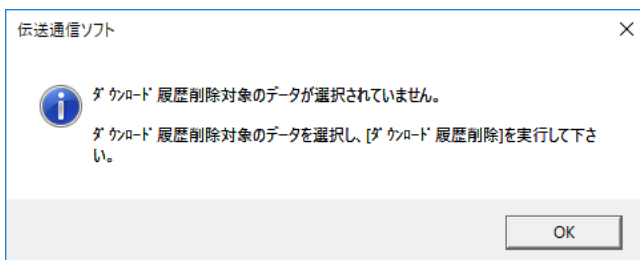 伝送通信ソフト
ﾀﾞｳﾝﾛｰﾄﾞ履歴削除対象のデータが選択されていません。
ﾀﾞｳﾝﾛｰﾄﾞ履歴削除対象のデータを選択し、[ﾀﾞｳﾝﾛｰﾄﾞ履歴削除]を実行して下さ
い。
OK